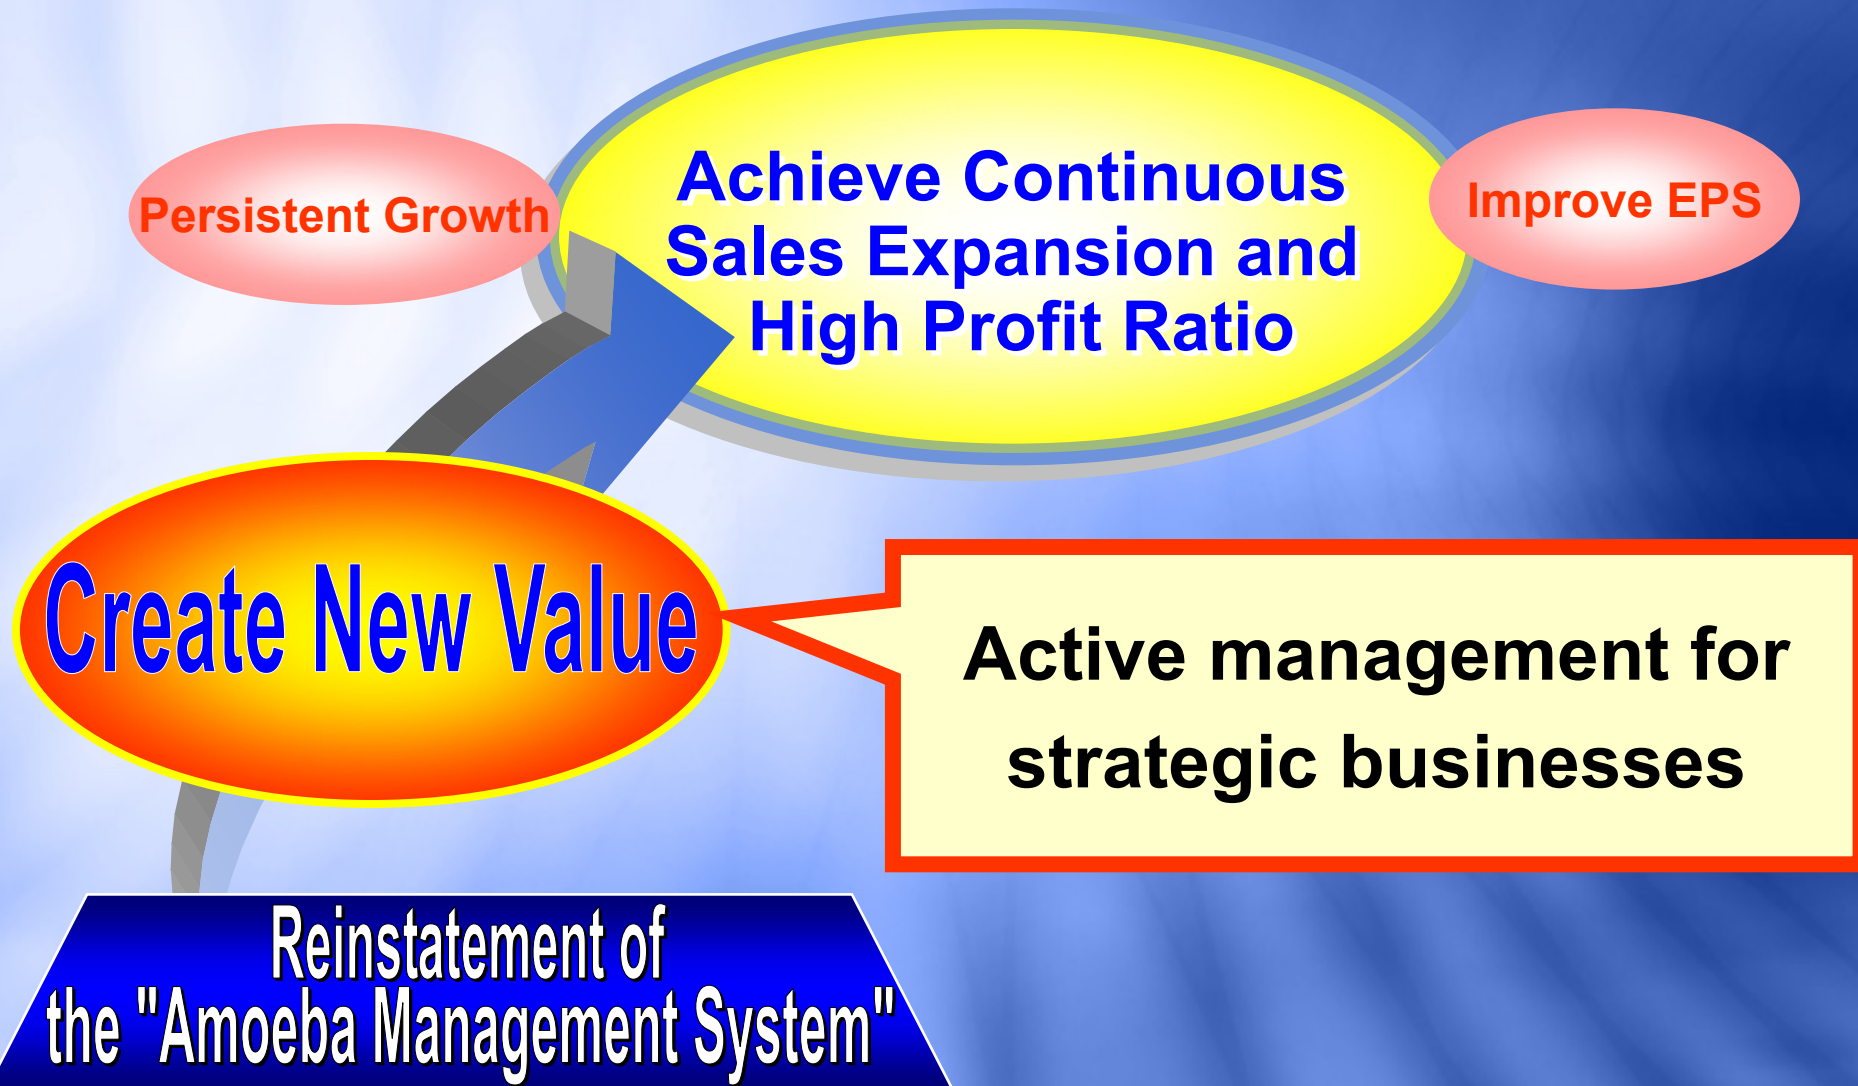 Persistent Growth
Achieve Continuous
Sales Expansion and
High Profit Ratio
Improve EPS
Create New Value
Active management for
strategic businesses
Reinstatement of
the "Amoeba Management System"